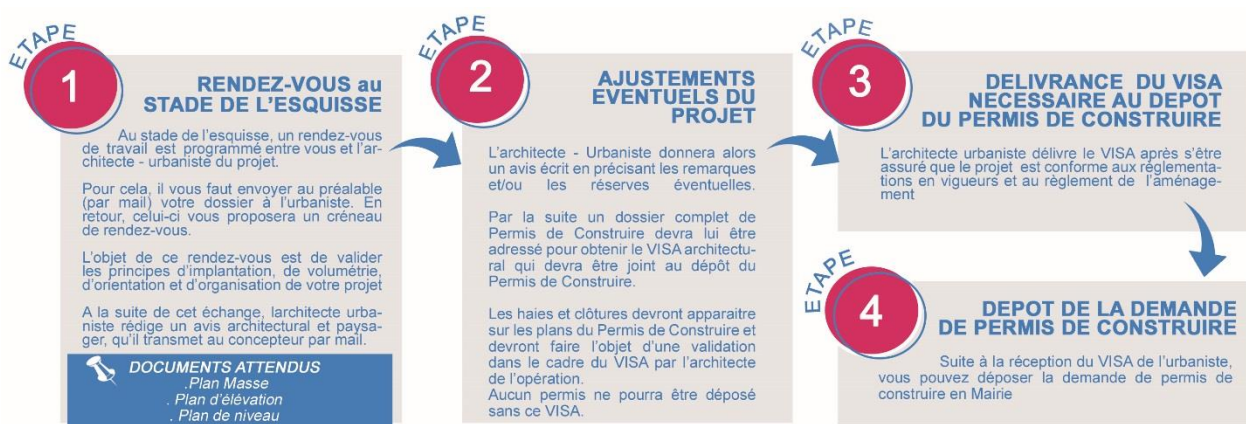 ETAPE
1
RENDEZ-VOUS au
STADE DE L'ESQUISSE
Au stade de l'esquisse, un rendez-vous
de travail est programmé entre vous et l'ar-
chitecte - urbaniste du projet.
Pour cela, il vous faut envoyer au préalable
(par mail) votre dossier à l'urbaniste. En
retour, celui-ci vous proposera un créneau
de rendez-vous.
L'objet de ce rendez-vous est de valider
les principes d'implantation, de volumétrie,
d'orientation et d'organisation de votre projet
A la suite de cet échange, larchitecte urba-
niste rédige un avis architectural et paysa-
ger, qu'il transmet au concepteur par mail.
DOCUMENTS ATTENDUS
.Plan Masse
. Plan d'élévation
. Plan de niveau
ETAPE
2
AJUSTEMENTS
EVENTUELS DU
PROJET
L'architecte - Urbaniste donnera alors
un avis écrit en précisant les remarques
et/ou les réserves éventuelles.
Par la suite un dossier complet de
Permis de Construire devra lui être
adressé pour obtenir le VISA architectu-
ral qui devra être joint au dépôt du
Permis de Construire.
Les haies et clôtures devront apparaitre
sur les plans du Permis de Construire et
devront faire l'objet d'une validation
dans le cadre du VISA par l'architecte
de l'opération.
Aucun permis ne pourra être déposé
sans ce VISA.
ETAPE
3
DELIVRANCE DU VISA
NECESSAIRE AU DEPOT
DU PERMIS DE CONSTRUIRE
L'architecte urbaniste délivre le VISA après s'être
assuré que le projet est conforme aux réglementa-
tions en vigueurs et au règlement de l'aménage-
ment
ETAPE
4
DEPOT DE LA DEMANDE
DE PERMIS DE CONSTRUIRE
Suite à la réception du VISA de l'urbaniste,
vous pouvez déposer la demande de permis de
construire en Mairie